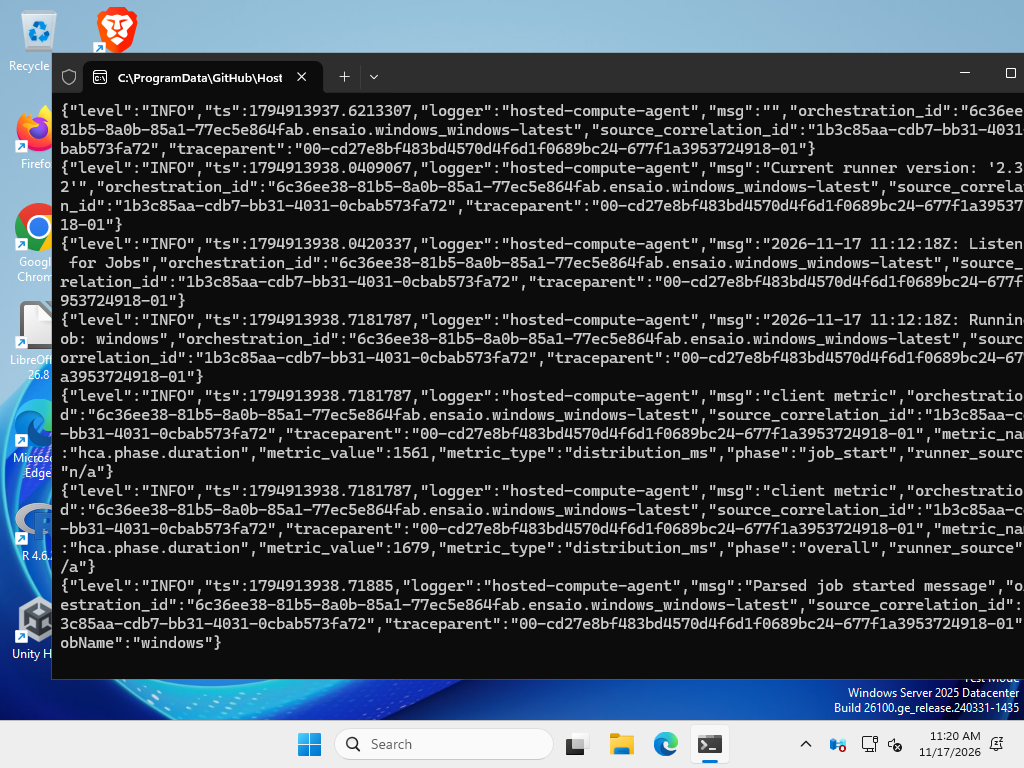 Recycle
Firefo
Googl
Chrom
LibreOff
26.8
Micros
Edge
R 4.6.
Unity H
C:\ProgramData\GitHub\Host
{"level":"INFO","ts":1794913937.6213307,"logger":"hosted-compute-agent","msg":"","orchestration_id":"6c36ee
81b5-8a0b-85a1-77ec5e864fab.ensaio.windows_windows-latest","source_correlation_id":"1b3c85aa-cdb7-bb31-4031
bab573fa72","traceparent":"00-cd27e8bf483bd4570d4f6d1f0689bc24-677f1a3953724918-01"}
{"level":"INFO","ts":1794913938.0409067,"logger":"hosted-compute-agent","msg":"Current runner version: '2.3
2'","orchestration_id":"6c36ee38-81b5-8a0b-85a1-77ec5e864fab.ensaio.windows_windows-latest","source_correla
n_id":"1b3c85aa-cdb7-bb31-4031-0cbab573fa72","traceparent":"00-cd27e8bf483bd4570d4f6d1f0689bc24-677f1a39537
18-01"}
{"level":"INFO","ts":1794913938.0420337,"logger":"hosted-compute-agent","msg":"2026-11-17 11:12:18Z: Listen
for Jobs","orchestration_id":"6c36ee38-81b5-8a0b-85a1-77ec5e864fab.ensaio.windows_windows-latest","source_
relation_id":"1b3c85aa-cdb7-bb31-4031-0cbab573fa72","traceparent":"00-cd27e8bf483bd4570d4f6d1f0689bc24-677f
953724918-01"}
{"level":"INFO","ts":1794913938.7181787,"logger":"hosted-compute-agent","msg":"2026-11-17 11:12:18Z: Runnin
ob: windows","orchestration_id":"6c36ee38-81b5-8a0b-85a1-77ec5e864fab.ensaio.windows_windows-latest","sourc
orrelation_id":"1b3c85aa-cdb7-bb31-4031-0cbab573fa72","traceparent":"00-cd27e8bf483bd4570d4f6d1f0689bc24-67
a3953724918-01"}
{"level":"INFO","ts":1794913938.7181787,"logger":"hosted-compute-agent","msg":"client metric","orchestratio
d":"6c36ee38-81b5-8a0b-85a1-77ec5e864fab.ensaio.windows_windows-latest","source_correlation_id":"1b3c85aa-c
-bb31-4031-0cbab573fa72","traceparent":"00-cd27e8bf483bd4570d4f6d1f0689bc24-677f1a3953724918-01","metric_na
:"hca.phase.duration","metric_value":1561,"metric_type":"distribution_ms","phase":"job_start","runner_sourc
"n/a"}
{"level":"INFO","ts":1794913938.7181787,"logger":"hosted-compute-agent","msg":"client metric","orchestratio
d":"6c36ee38-81b5-8a0b-85a1-77ec5e864fab.ensaio.windows_windows-latest","source_correlation_id":"1b3c85aa-c
-bb31-4031-0cbab573fa72","traceparent":"00-cd27e8bf483bd4570d4f6d1f0689bc24-677f1a3953724918-01","metric_na
:"hca.phase.duration","metric_value":1679,"metric_type":"distribution_ms","phase":"overall","runner_source"
/a"}
{"level":"INFO","ts":1794913938.71885,"logger":"hosted-compute-agent","msg":"Parsed job started message","o
estration_id":"6c36ee38-81b5-8a0b-85a1-77ec5e864fab.ensaio.windows_windows-latest","source_correlation_id":
3c85aa-cdb7-bb31-4031-0cbab573fa72","traceparent":"00-cd27e8bf483bd4570d4f6d1f0689bc24-677f1a3953724918-01"
obName":"windows"}
Test Mode
Windows Server 2025 Datacenter
Build 26100.ge_release.240331-1435
Search
11:20 AM
11/17/2026